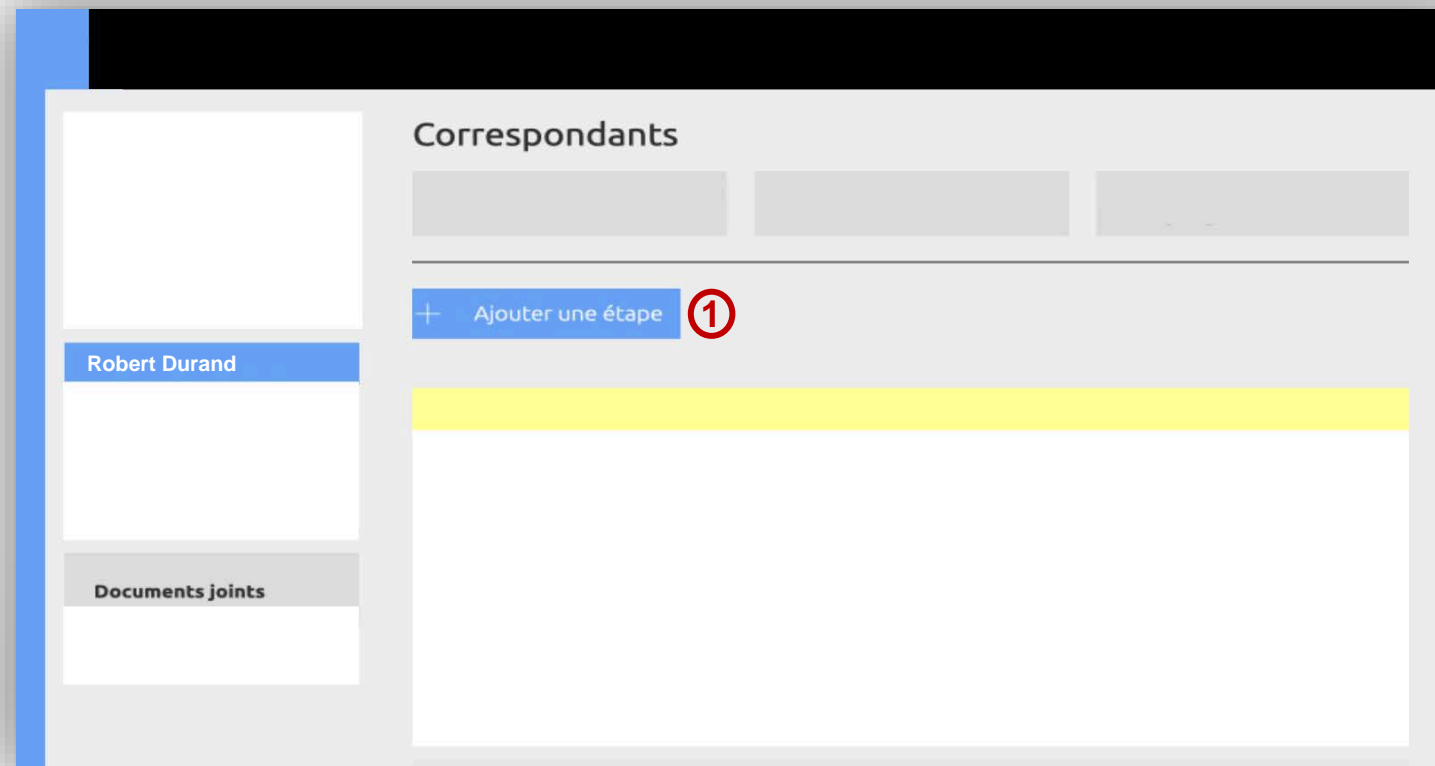 Correspondants
+ Ajouter une étape
1
Robert Durand
Documents joints